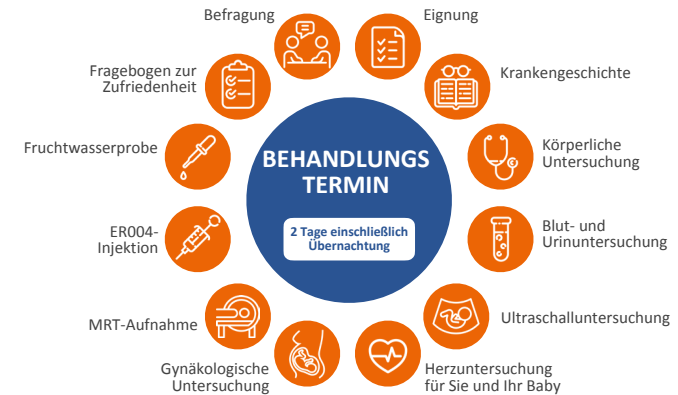 BEHANDLUNGS
TERMIN
2 Tage einschließlich
Übernachtung
Eignung
Krankengeschichte
Körperliche
Untersuchung
Blut- und
Urinuntersuchung
Ultraschalluntersuchung
Herzuntersuchung
für Sie und Ihr Baby
Gynäkologische
Untersuchung
MRT-Aufnahme
ER004-
Injektion
Fruchtwasserprobe
Fragebogen zur
Zufriedenheit
Befragung